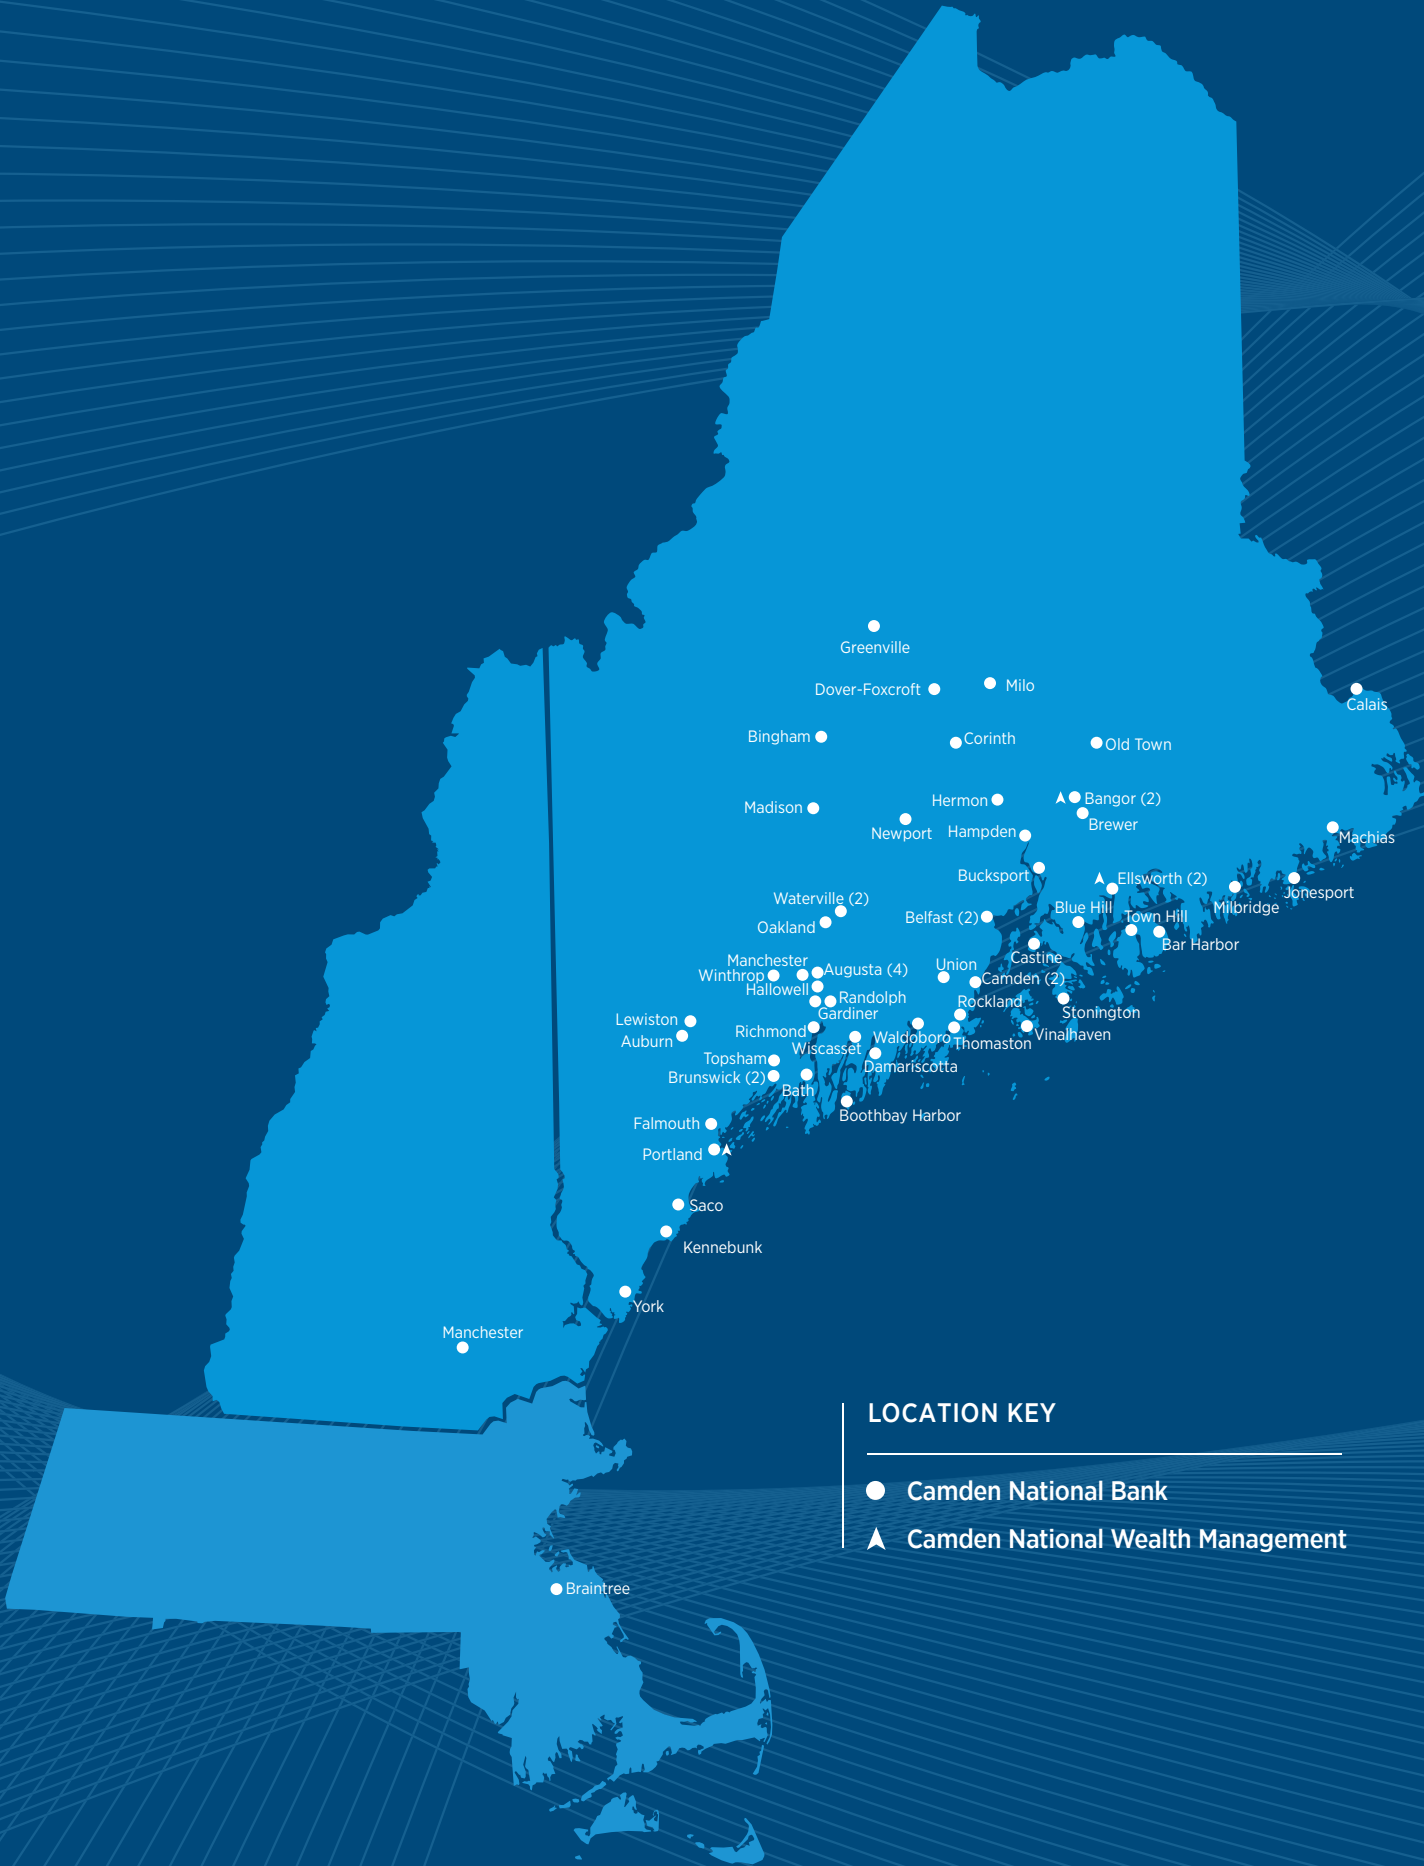 Greenville
Dover-Foxcroft
Milo
Calais
Bingham
Corinth
Old Town
Madison
Hermon
Bangor (2)
Newport
Hampden
Brewer
Machias
Bucksport
Ellsworth (2)
Jonesport
Waterville (2)
Belfast (2)
Blue Hill
Town Hill
Milbridge
Oakland
Bar Harbor
Castine
Manchester
Augusta (4)
Union
Winthrop
Camden (2)
Hallowell
Randolph
Rockland
Gardiner
Stonington
Lewiston
Richmond
Waldoboro
Vinalhaven
Auburn
Wiscasset
Thomaston
Topsham
Damariscotta
Brunswick (2)
Bath
Boothbay Harbor
Falmouth
Portland
Saco
Kennebunk
York
Manchester
LOCATION KEY
Camden National Bank
Camden National Wealth Management
Braintree